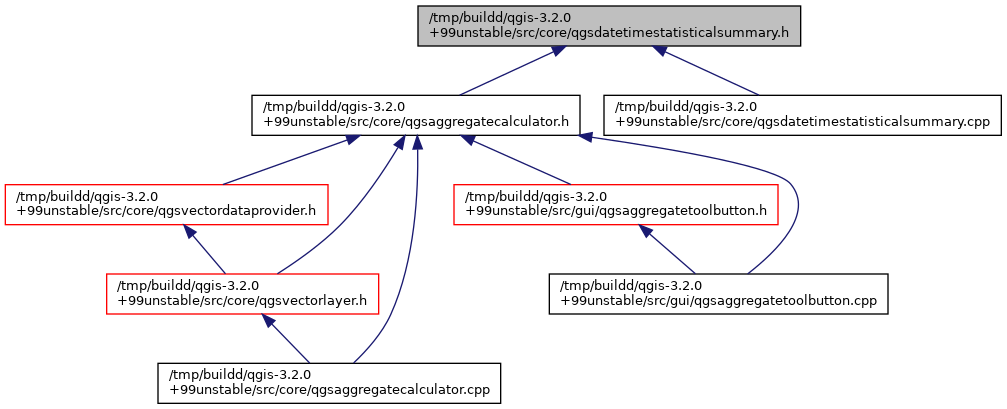 /tmp/buildd/qgis-3.2.0
+99unstable/src/core/qgsdatetimestatisticalsummary.h
/tmp/buildd/qgis-3.2.0
+99unstable/src/core/qgsaggregatecalculator.h
/tmp/buildd/qgis-3.2.0
+99unstable/src/core/qgsdatetimestatisticalsummary.cpp
/tmp/buildd/qgis-3.2.0
+99unstable/src/core/qgsvectordataprovider.h
/tmp/buildd/qgis-3.2.0
+99unstable/src/gui/qgsaggregatetoolbutton.h
/tmp/buildd/qgis-3.2.0
+99unstable/src/core/qgsvectorlayer.h
/tmp/buildd/qgis-3.2.0
+99unstable/src/gui/qgsaggregatetoolbutton.cpp
/tmp/buildd/qgis-3.2.0
+99unstable/src/core/qgsaggregatecalculator.cpp